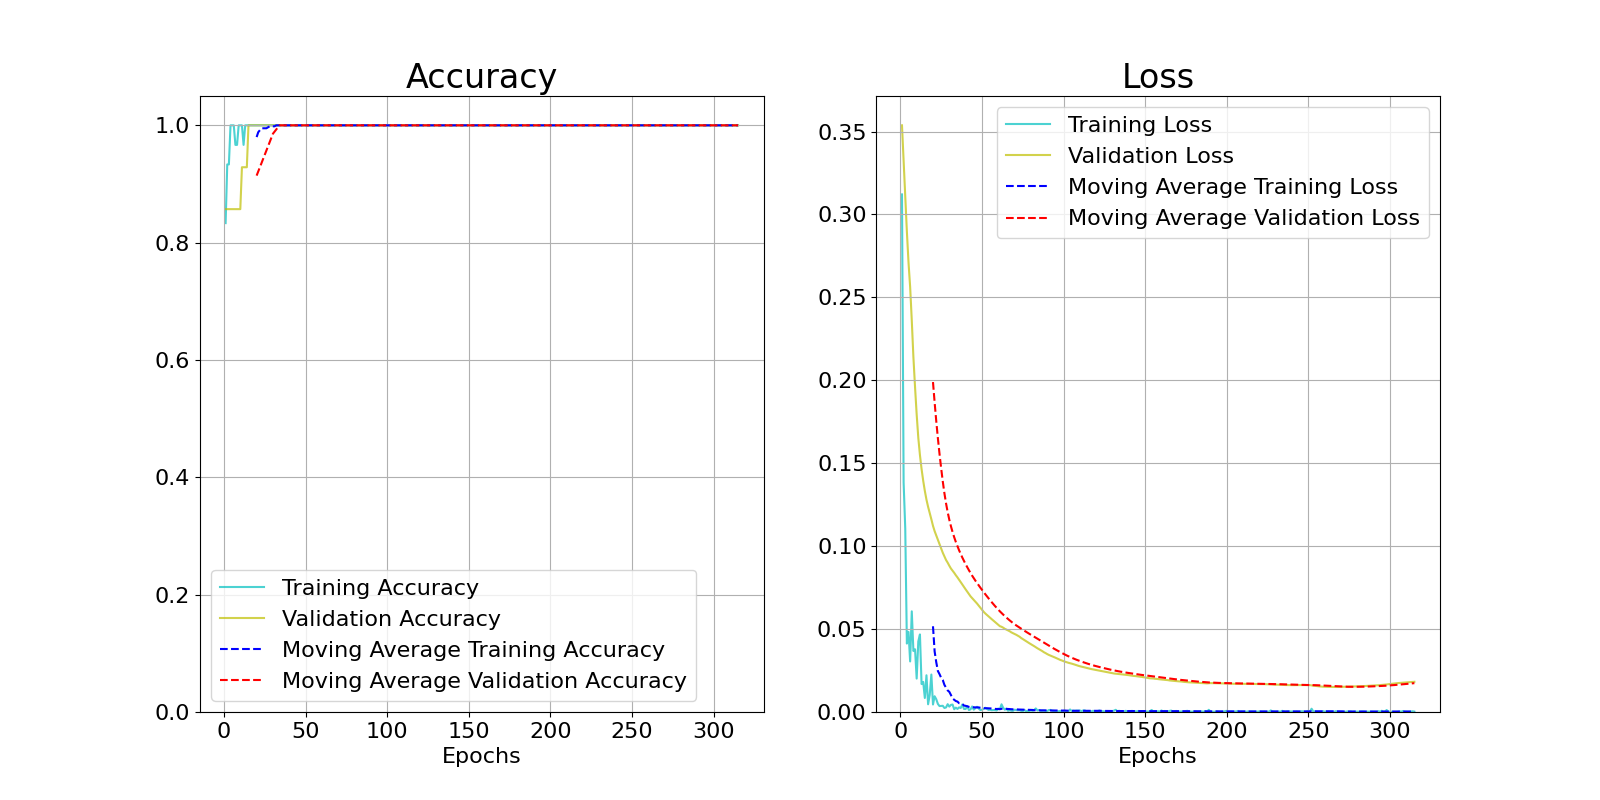 Accuracy
1.0
0.8
0.6
0.4
0.2
0.0
Training Accuracy
Validation Accuracy
Moving Average Training Accuracy
Moving Average Validation Accuracy
0 50 100 150 200 250 300
Epochs
Loss
0.35
0.30
0.25
0.20
0.15
0.10
0.05
0.00
Training Loss
Validation Loss
Moving Average Training Loss
Moving Average Validation Loss
0 50 100 150 200 250 300
Epochs